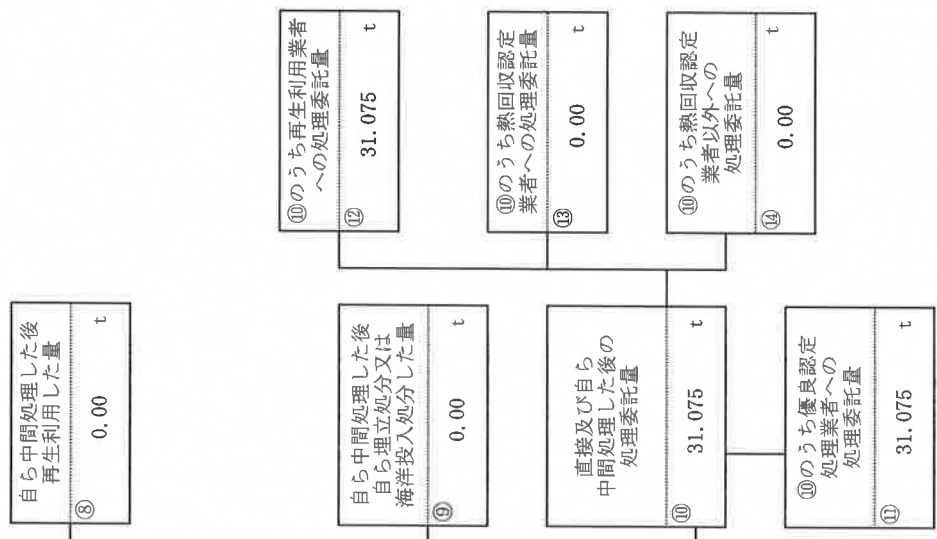 自ら中間処理した後
再生利用した量
⑧
0.00 t
自ら中間処理した後
自ら埋立処分又は
海洋投入処分した量
⑨
0.00 t
直接及び自ら
中間処理した後の
処理委託量
⑩
31.075 t
⑩のうち優良認定
処理業者への
処理委託量
⑪
31.075 t
⑩のうち再生利用業者
への処理委託量
⑫
31.075 t
⑩のうち熱回収認定
業者への処理委託量
⑬
0.00 t
⑩のうち熱回収認定
業者以外への
処理委託量
⑭
0.00 t